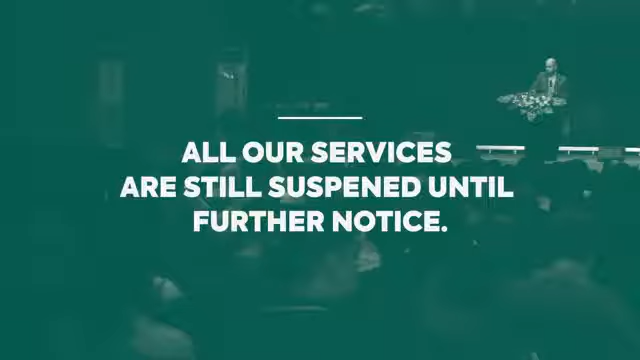 ALL OUR SERVICES
ARE STILL SUSPENED UNTIL
FURTHER NOTICE.